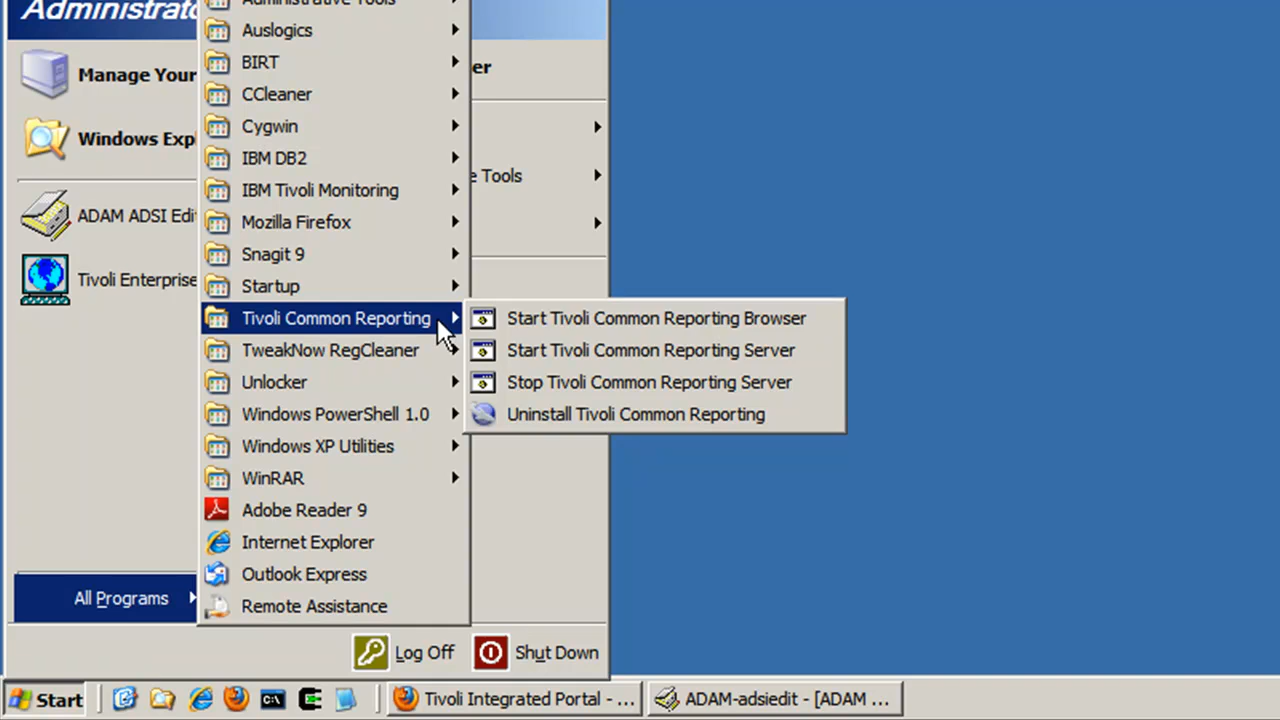 Administrato
Administrative Tools
Auslogics
BIRT
CCleaner
Cygwin
IBM DB2
IBM Tivoli Monitoring
Mozilla Firefox
Snagit 9
Startup
Tivoli Common Reporting
TweakNow RegCleaner
Unlocker
Windows PowerShell 1.0
Windows XP Utilities
WinRAR
Adobe Reader 9
Internet Explorer
Outlook Express
Remote Assistance
Manage Your
er
Windows Exp
ADAM ADSI Edi
e Tools
Tivoli Enterprise
Start Tivoli Common Reporting Browser
Start Tivoli Common Reporting Server
Stop Tivoli Common Reporting Server
Uninstall Tivoli Common Reporting
All Programs
Log Off
Shut Down
Start
C:\
Tivoli Integrated Portal - ...
ADAM-adsiedit - [ADAM ...